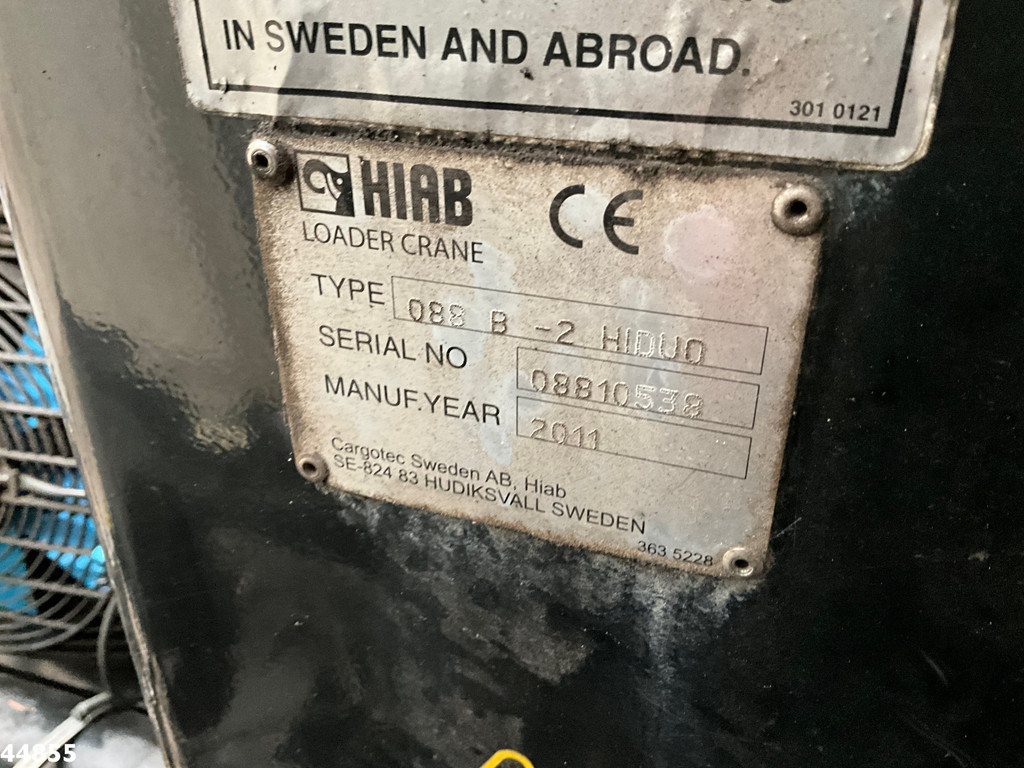 IN SWEDEN AND ABROAD.
301 0121
HIAB
CE
LOADER CRANE
TYPE 088 B -2 HIDUO
SERIAL NO 08810538
MANUF.YEAR 2011
Cargotec Sweden AB, Hiab
SE-824 83 HUDIKSVALL SWEDEN
363 5228
44855